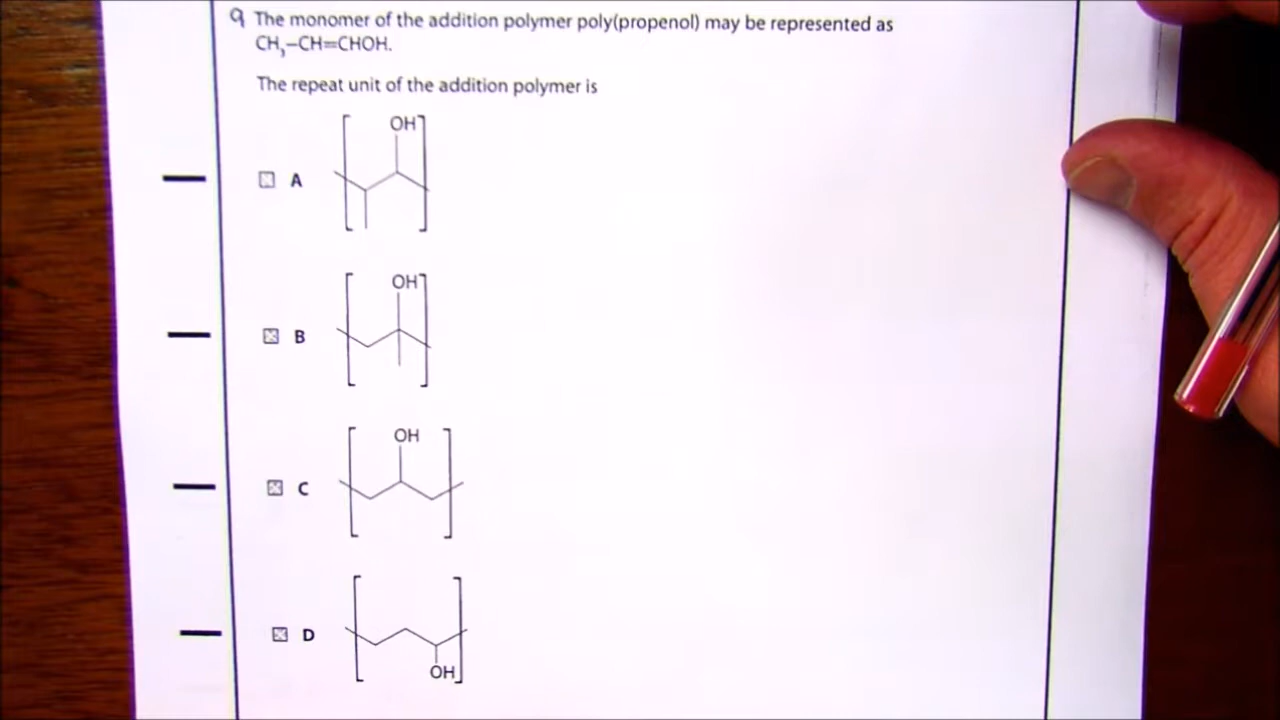 9 The monomer of the addition polymer poly(propenol) may be represented as
CH₃–CH=CHOH.
The repeat unit of the addition polymer is
OH
A
OH
B
OH
C
D
OH